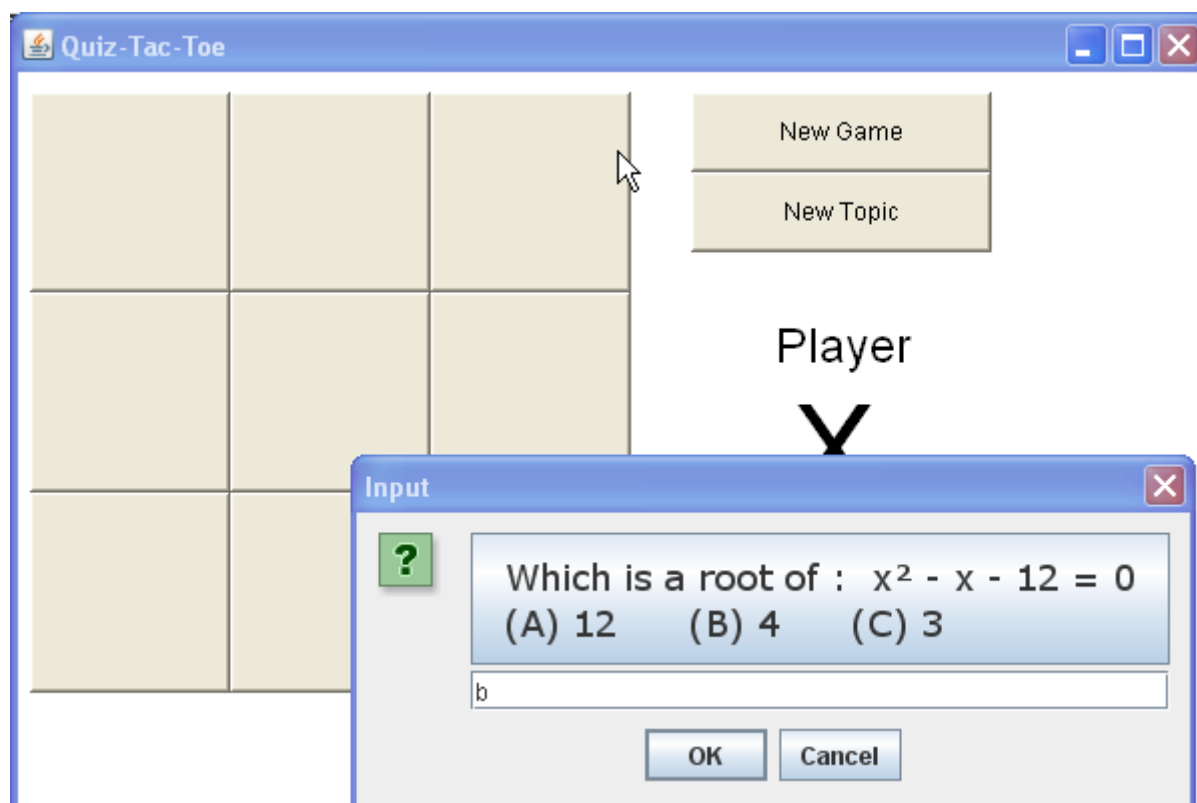 Quiz-Tac-Toe
New Game
New Topic
Player
X
Input
?
Which is a root of : x² - x - 12 = 0
(A) 12 (B) 4 (C) 3
b
OK Cancel